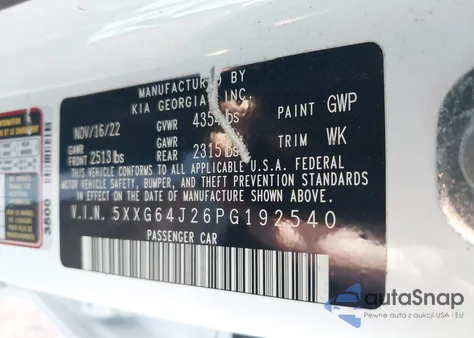 MANUFACTURED BY
KIA GEORGIA, INC.
NOV/16/22 GVWR 4354 lbs PAINT GWP
GAWR GAWR
FRONT 2513 lbs REAR 2315 lbs TRIM WK
THIS VEHICLE CONFORMS TO ALL APPLICABLE U.S.A. FEDERAL
MOTOR VEHICLE SAFETY, BUMPER, AND THEFT PREVENTION STANDARDS
IN EFFECT ON THE DATE OF MANUFACTURE SHOWN ABOVE.
V.I.N. 5XXG64J26PG192540
PASSENGER CAR
3500
autaSnap
Pewne auta z aukcji USA i EU